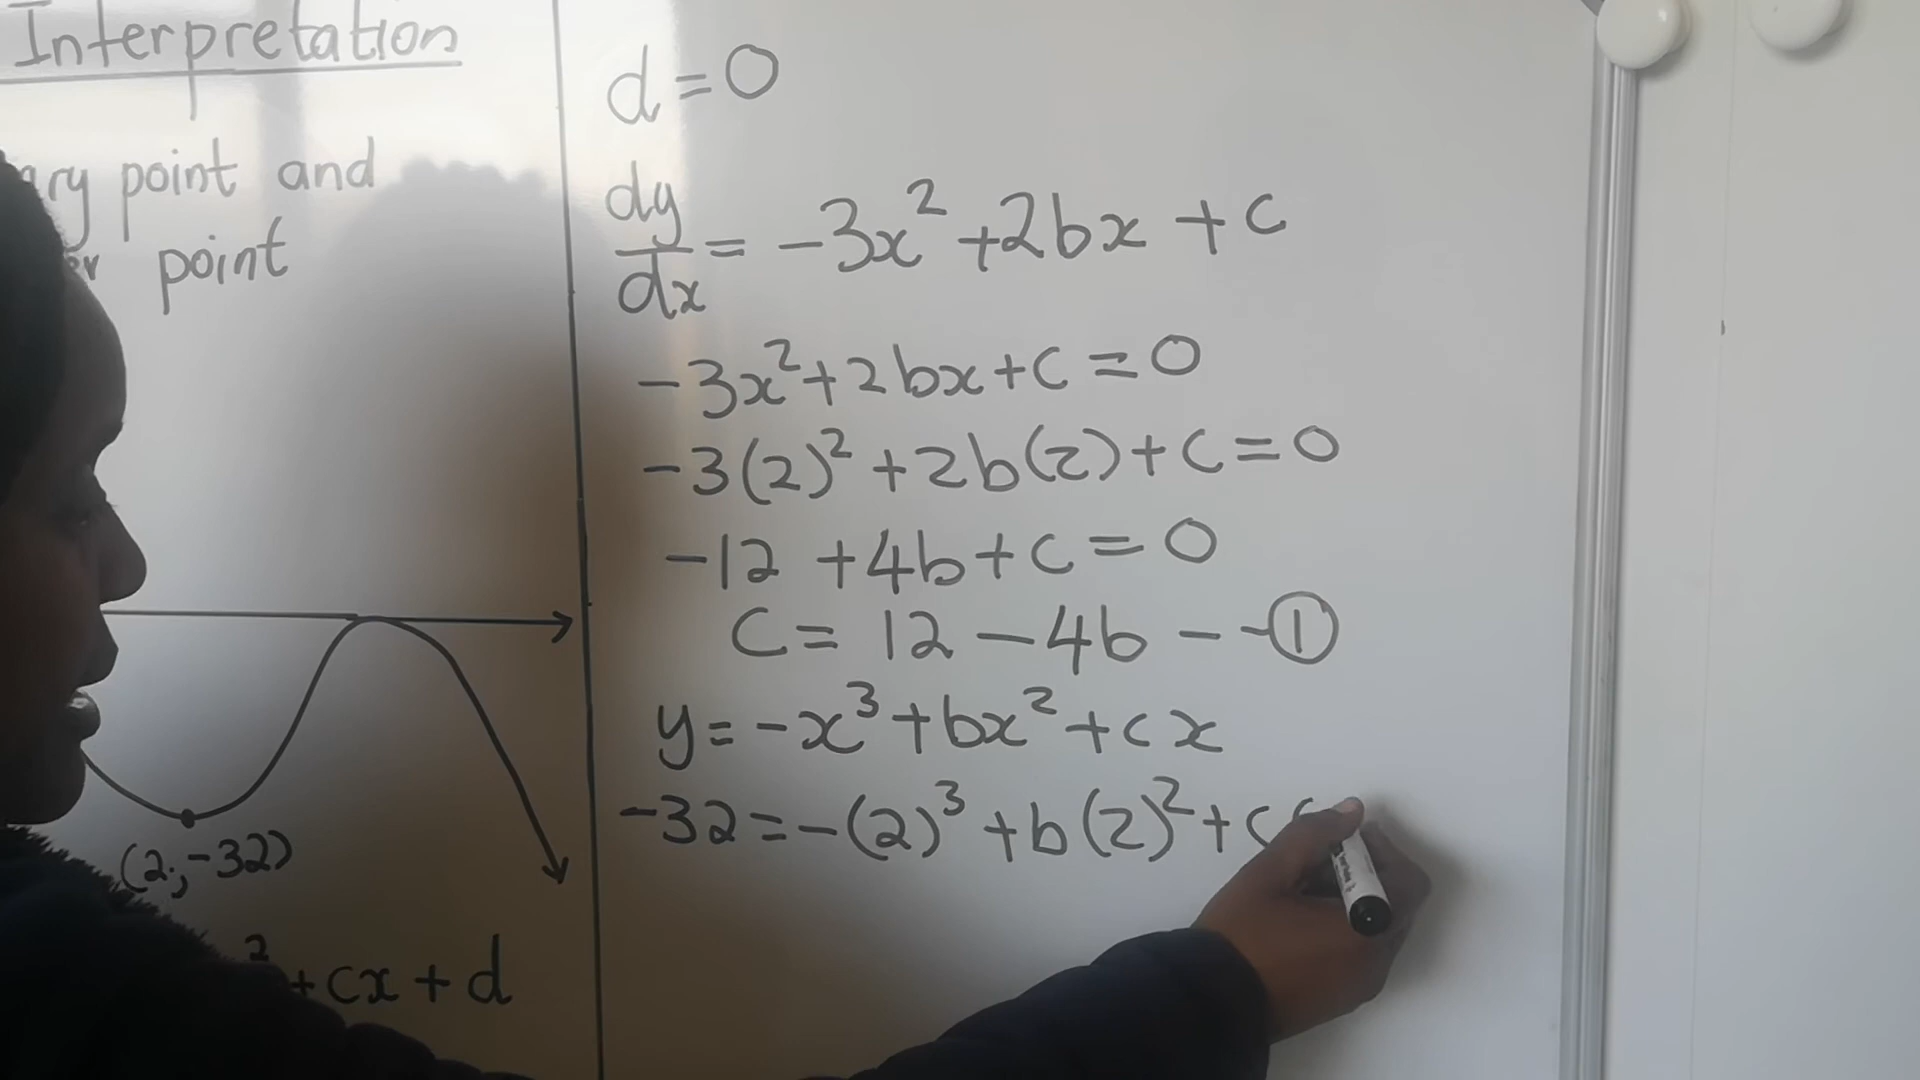 Interpretation
point and
point
(2;-32)
² + cx + d
d = 0
dy/dx = -3x² + 2bx + c
-3x² + 2bx + c = 0
-3(2)² + 2b(2) + c = 0
-12 + 4b + c = 0
C = 12 - 4b - - ①
y = -x³ + bx² + cx
-32 = -(2)³ + b(2)² + c(